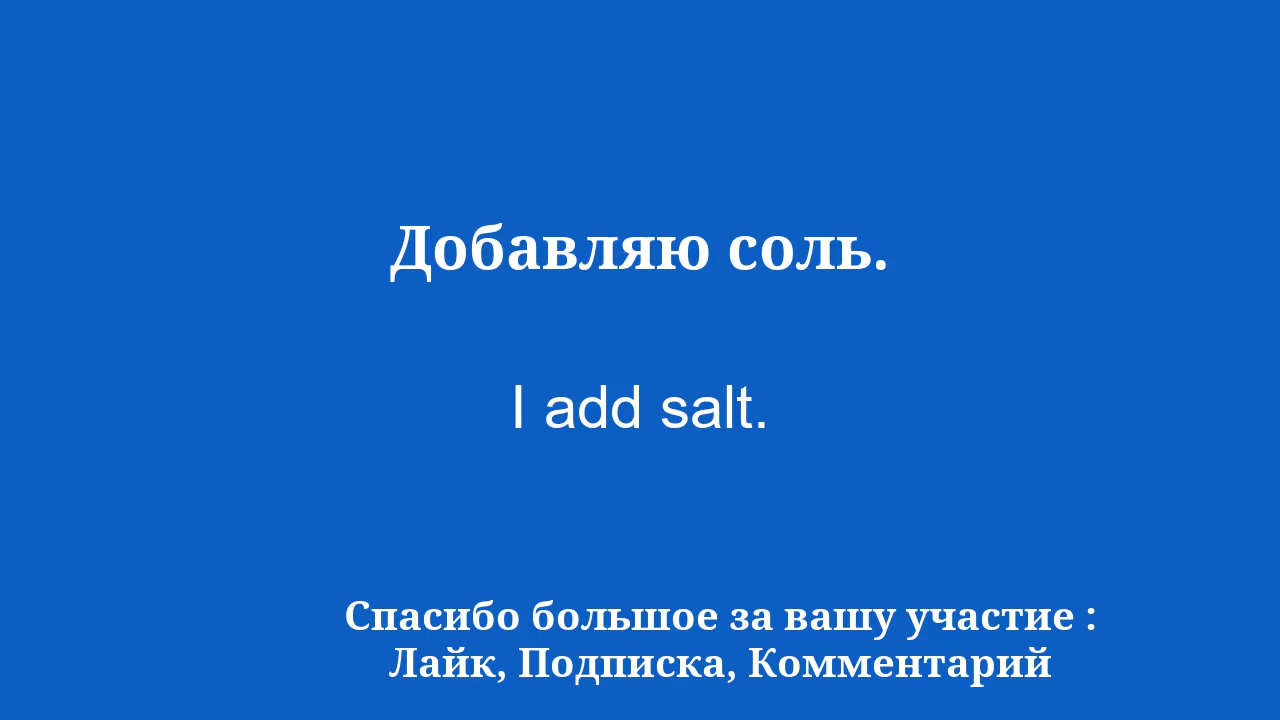 Добавляю соль.
I add salt.
Спасибо большое за вашу участие :
Лайк, Подписка, Комментарий